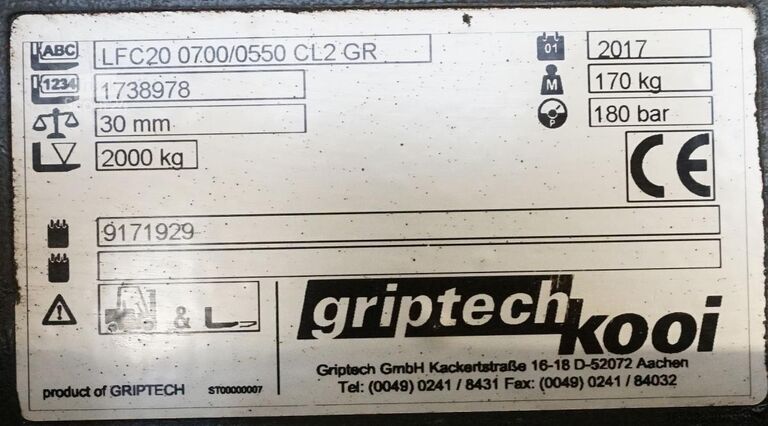 ABC LFC20 0700/0550 CL2 GR 01 2017
1234 1738978 M 170 kg
30 mm P 180 bar
2000 kg CE
9171929
&
griptech
kooi
Griptech GmbH Kackertstraße 16-18 D-52072 Aachen
product of GRIPTECH ST00000007 Tel: (0049) 0241 / 8431 Fax: (0049) 0241 / 84032